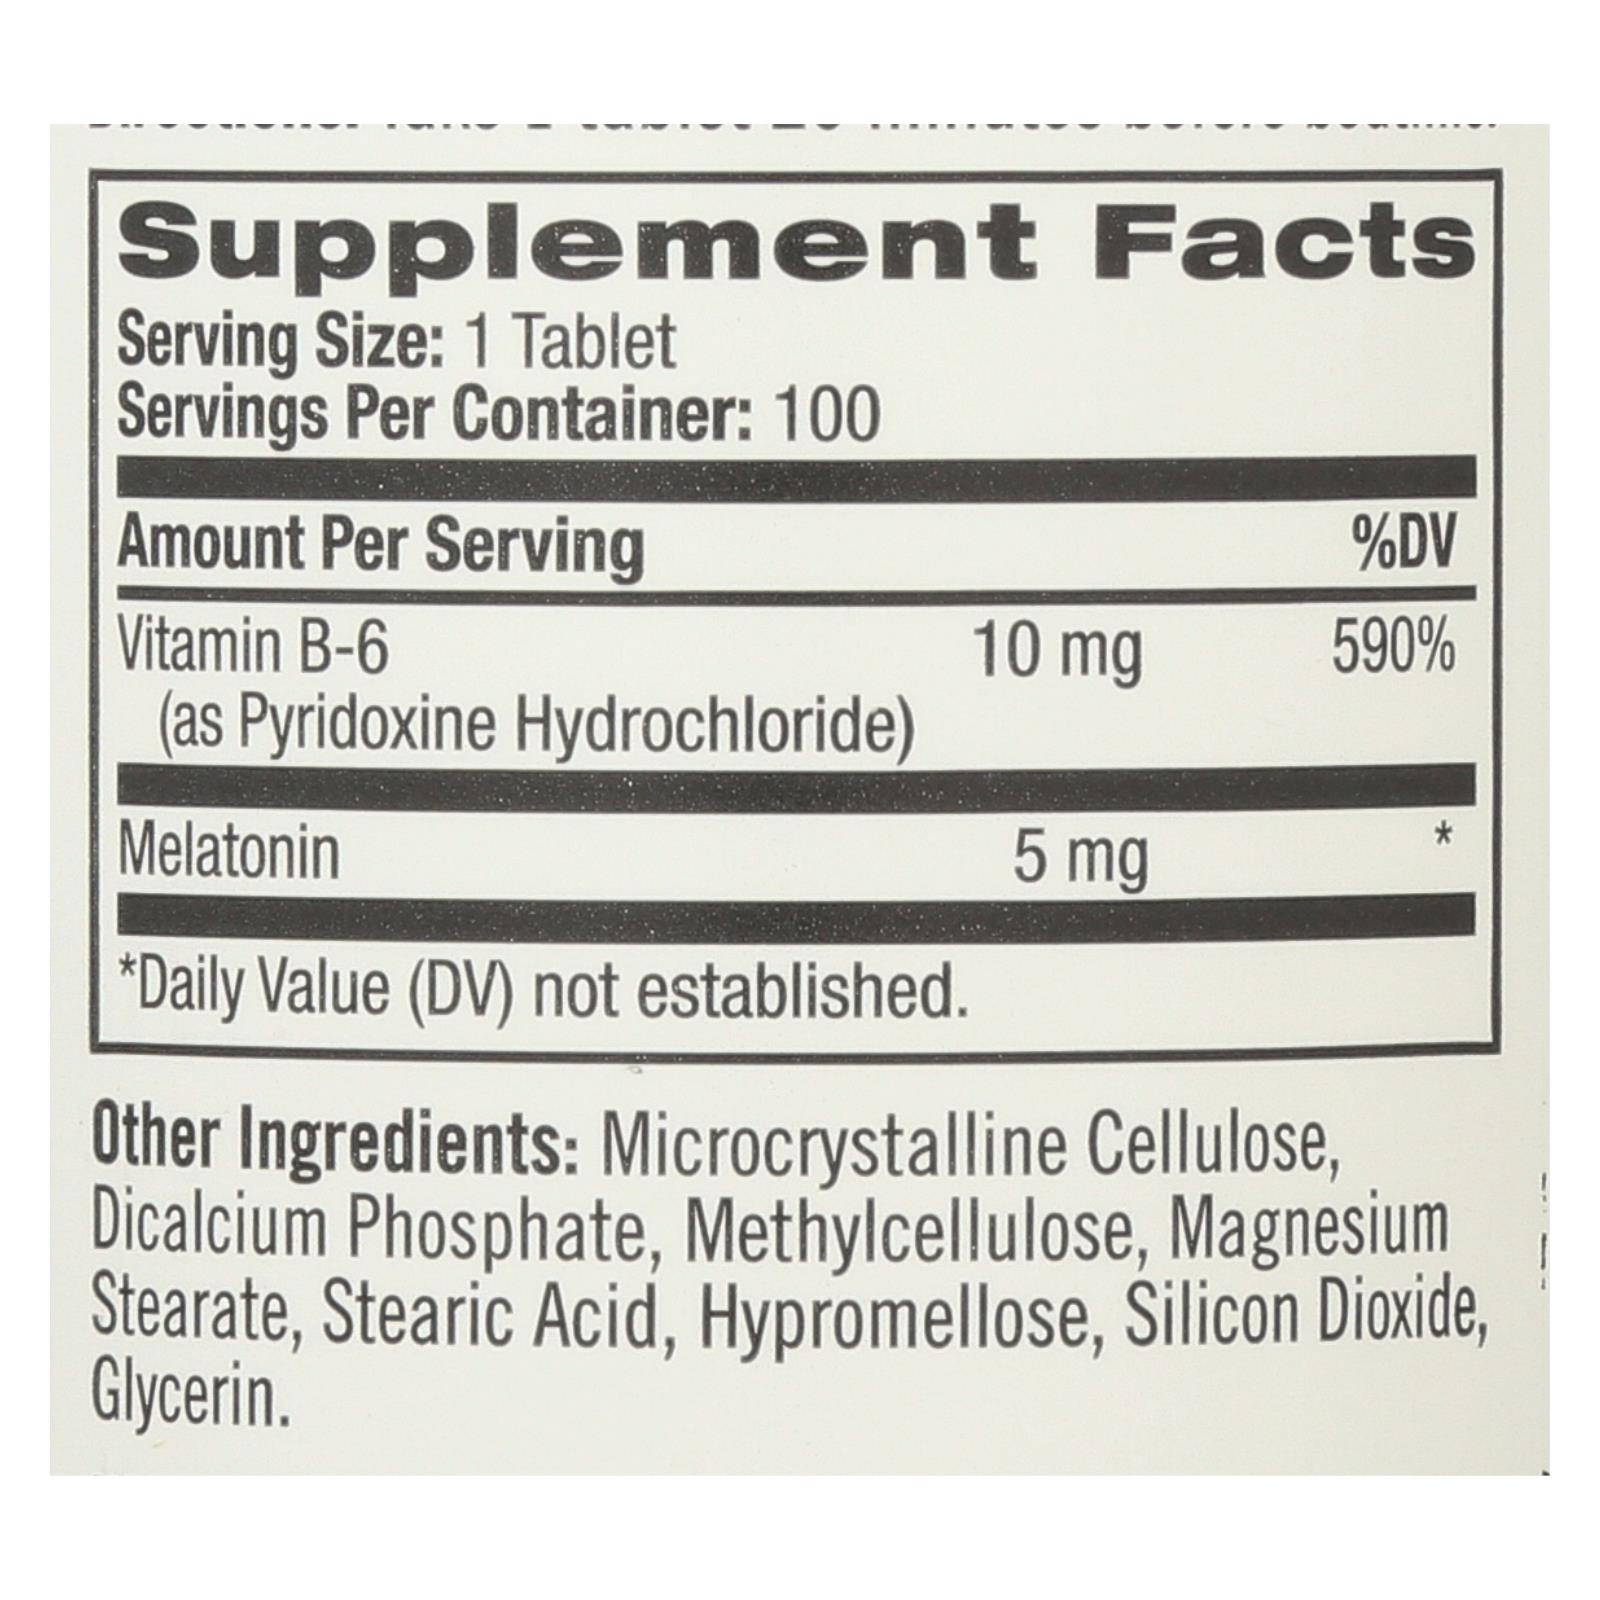 Supplement Facts
Serving Size: 1 Tablet
Servings Per Container: 100
Amount Per Serving %DV
Vitamin B-6 10 mg 590%
(as Pyridoxine Hydrochloride)
Melatonin 5 mg *
*Daily Value (DV) not established.
Other Ingredients: Microcrystalline Cellulose,
Dicalcium Phosphate, Methylcellulose, Magnesium
Stearate, Stearic Acid, Hypromellose, Silicon Dioxide,
Glycerin.